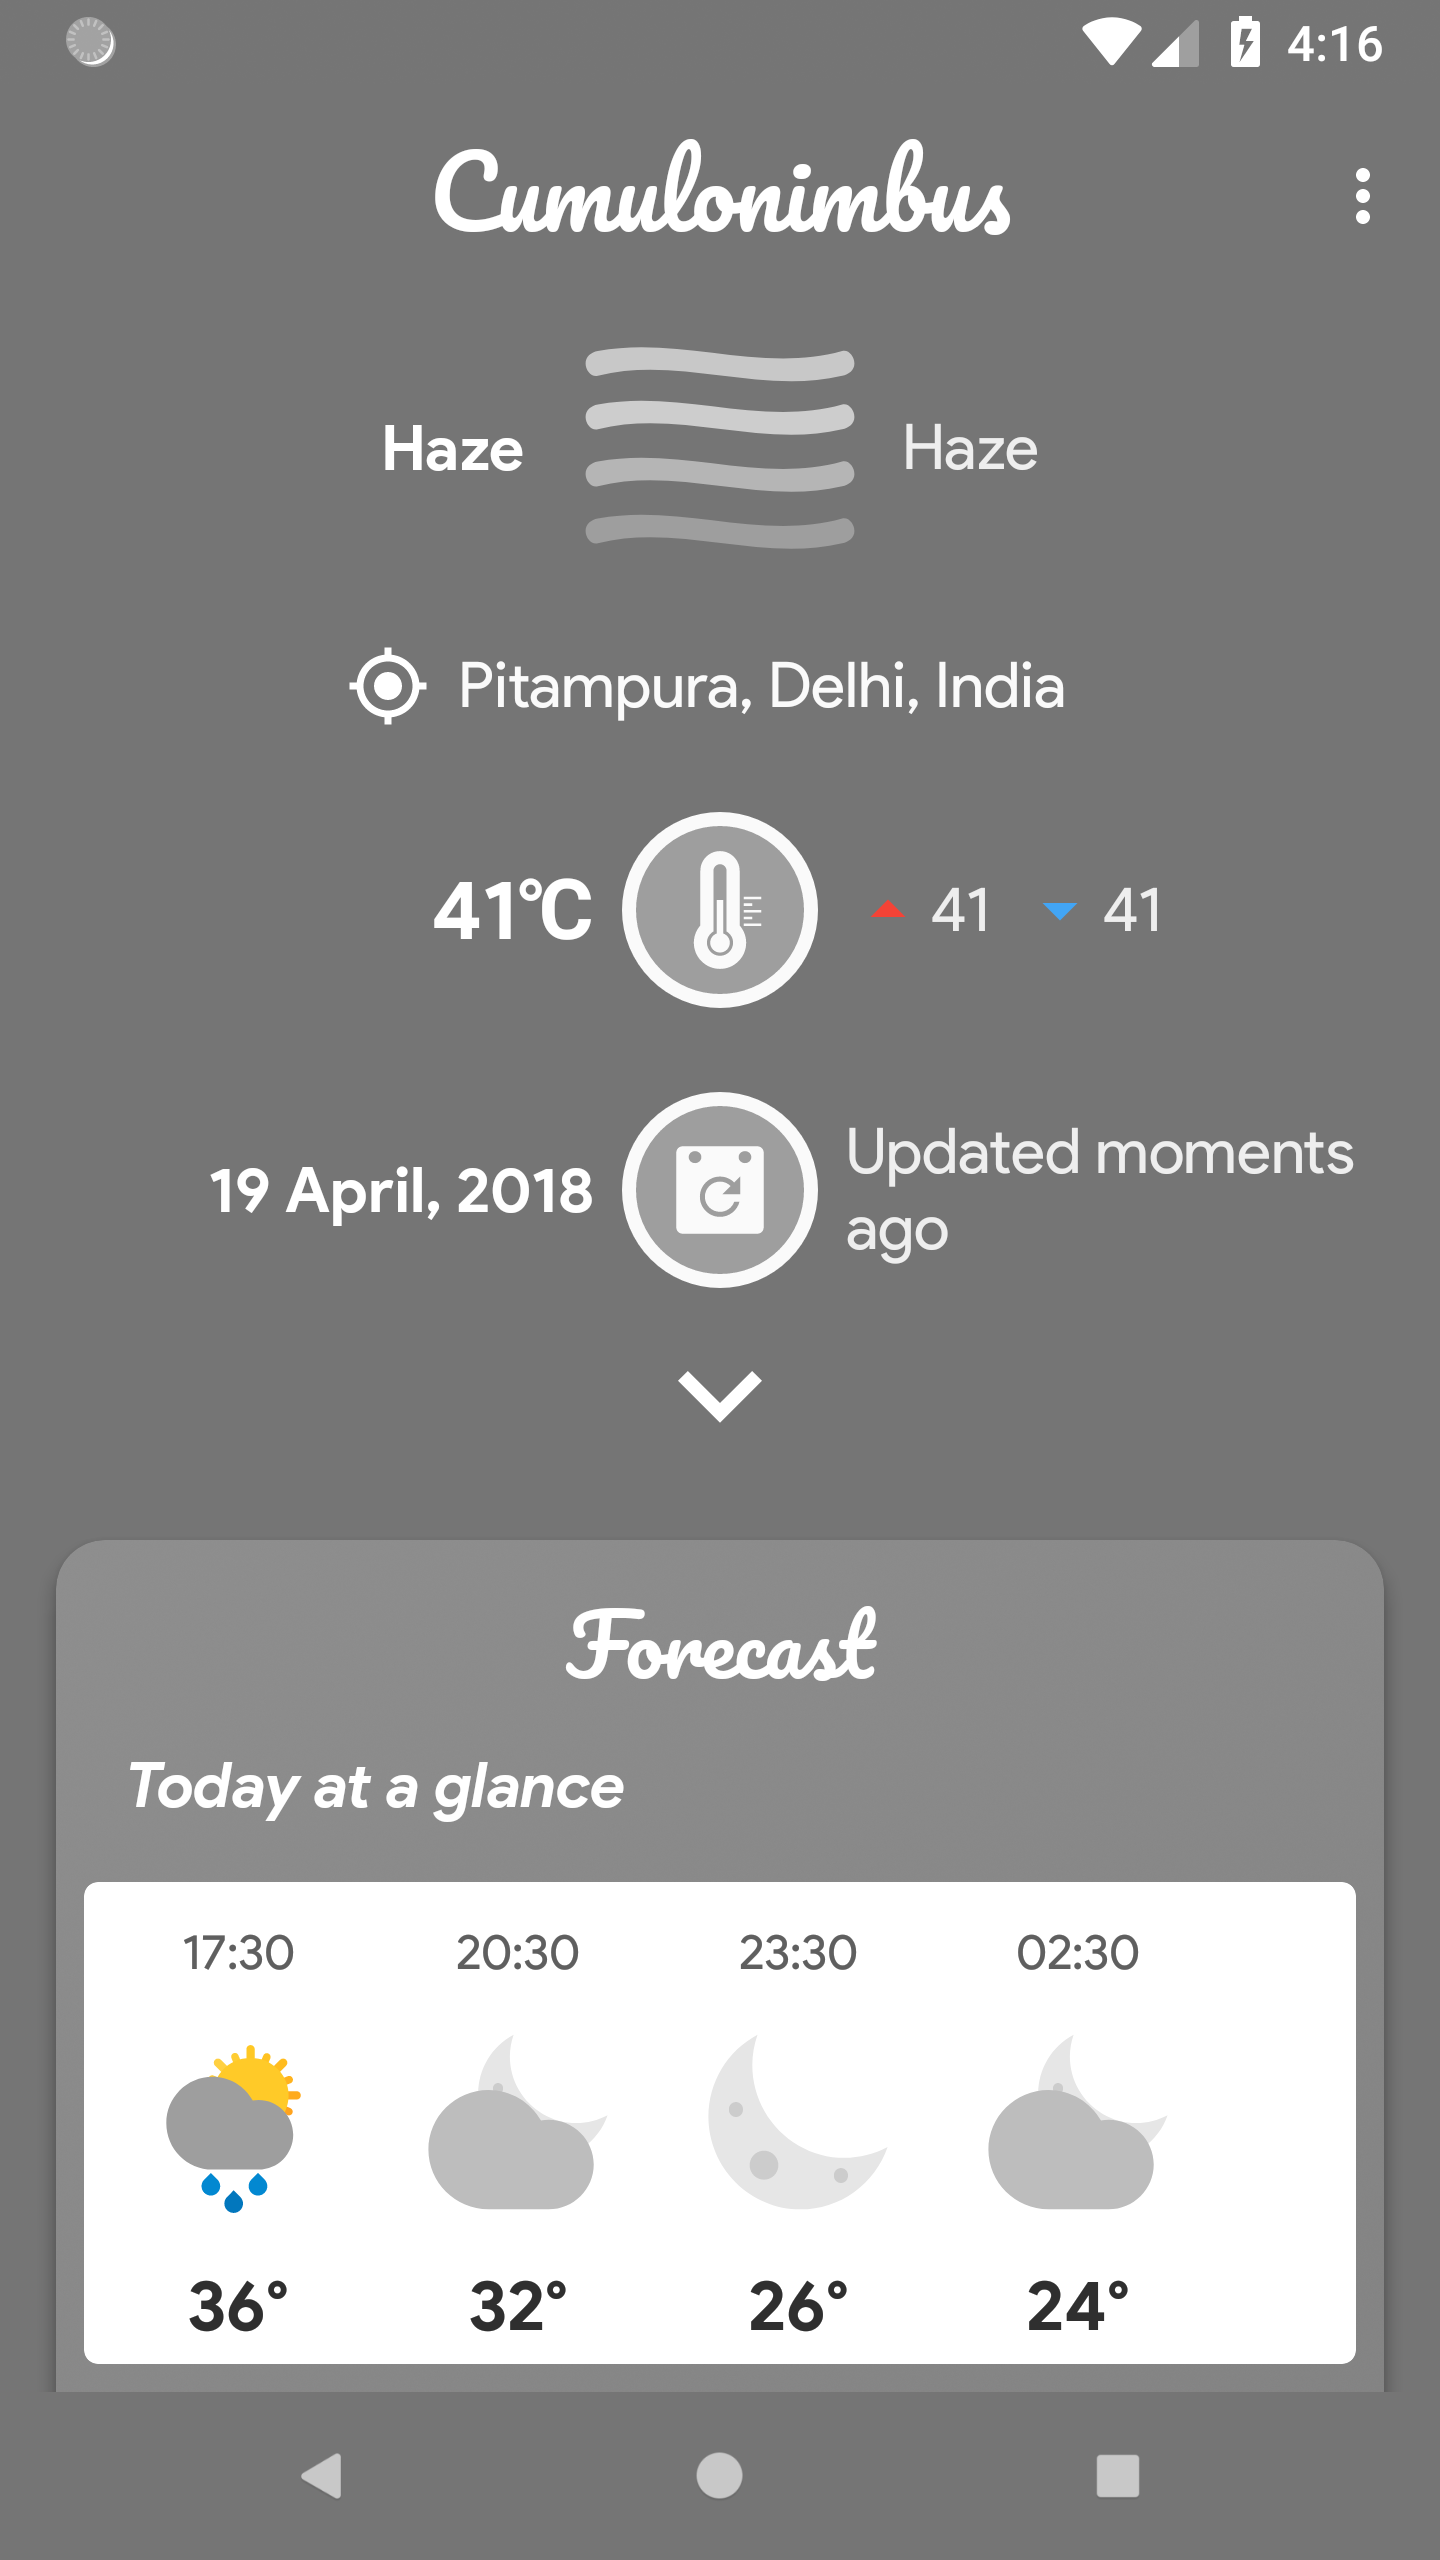 4:16
Cumulonimbus
Haze Haze
Pitampura, Delhi, India
41°C 41 41
19 April, 2018 Updated moments
ago
Forecast
Today at a glance
17:30 20:30 23:30 02:30
36° 32° 26° 24°